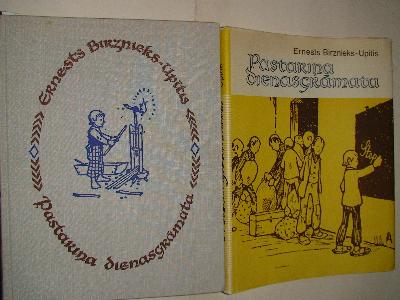 Ernests Birznieks-Upītis
Pastariņa dienasgrāmata
Ernests Birznieks-Upītis
Pastariņa
dienasgrāmata